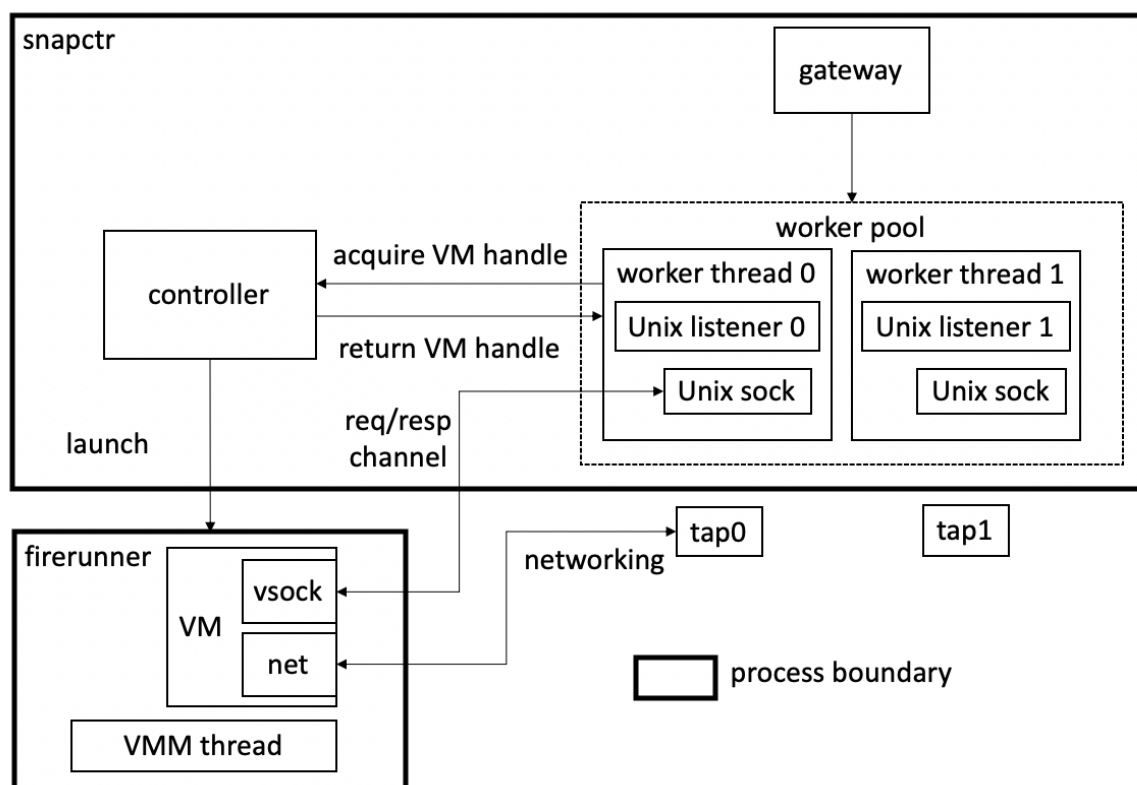 snapctr
gateway
worker pool
controller
acquire VM handle
return VM handle
worker thread 0
Unix listener 0
Unix sock
worker thread 1
Unix listener 1
Unix sock
launch
req/resp
channel
firerunner
VM
vsock
net
VMM thread
networking
tap0
tap1
process boundary